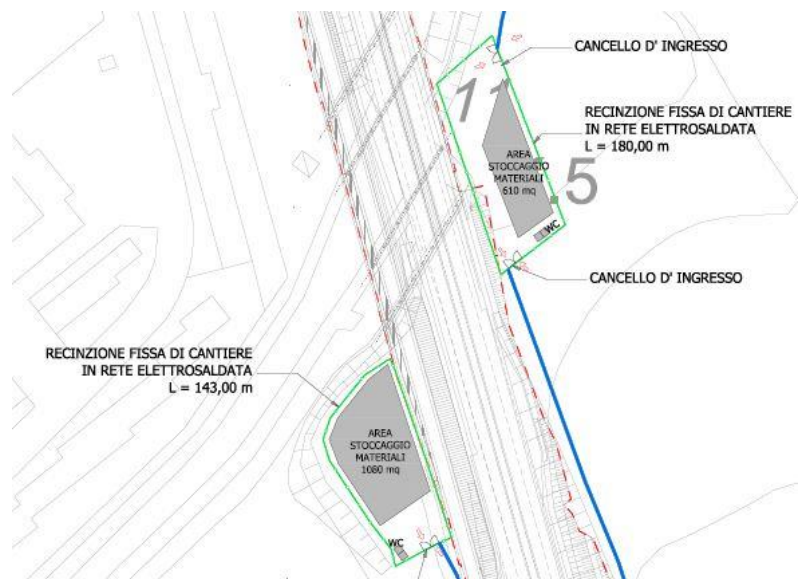 CANCELLO D' INGRESSO
11
RECINZIONE FISSA DI CANTIERE
IN RETE ELETTROSALDATA
L = 180,00 m
AREA
STOCCAGGIO
MATERIALI
610 mq
5
WC
CANCELLO D' INGRESSO
RECINZIONE FISSA DI CANTIERE
IN RETE ELETTROSALDATA
L = 143,00 m
AREA
STOCCAGGIO
MATERIALI
1080 mq
WC